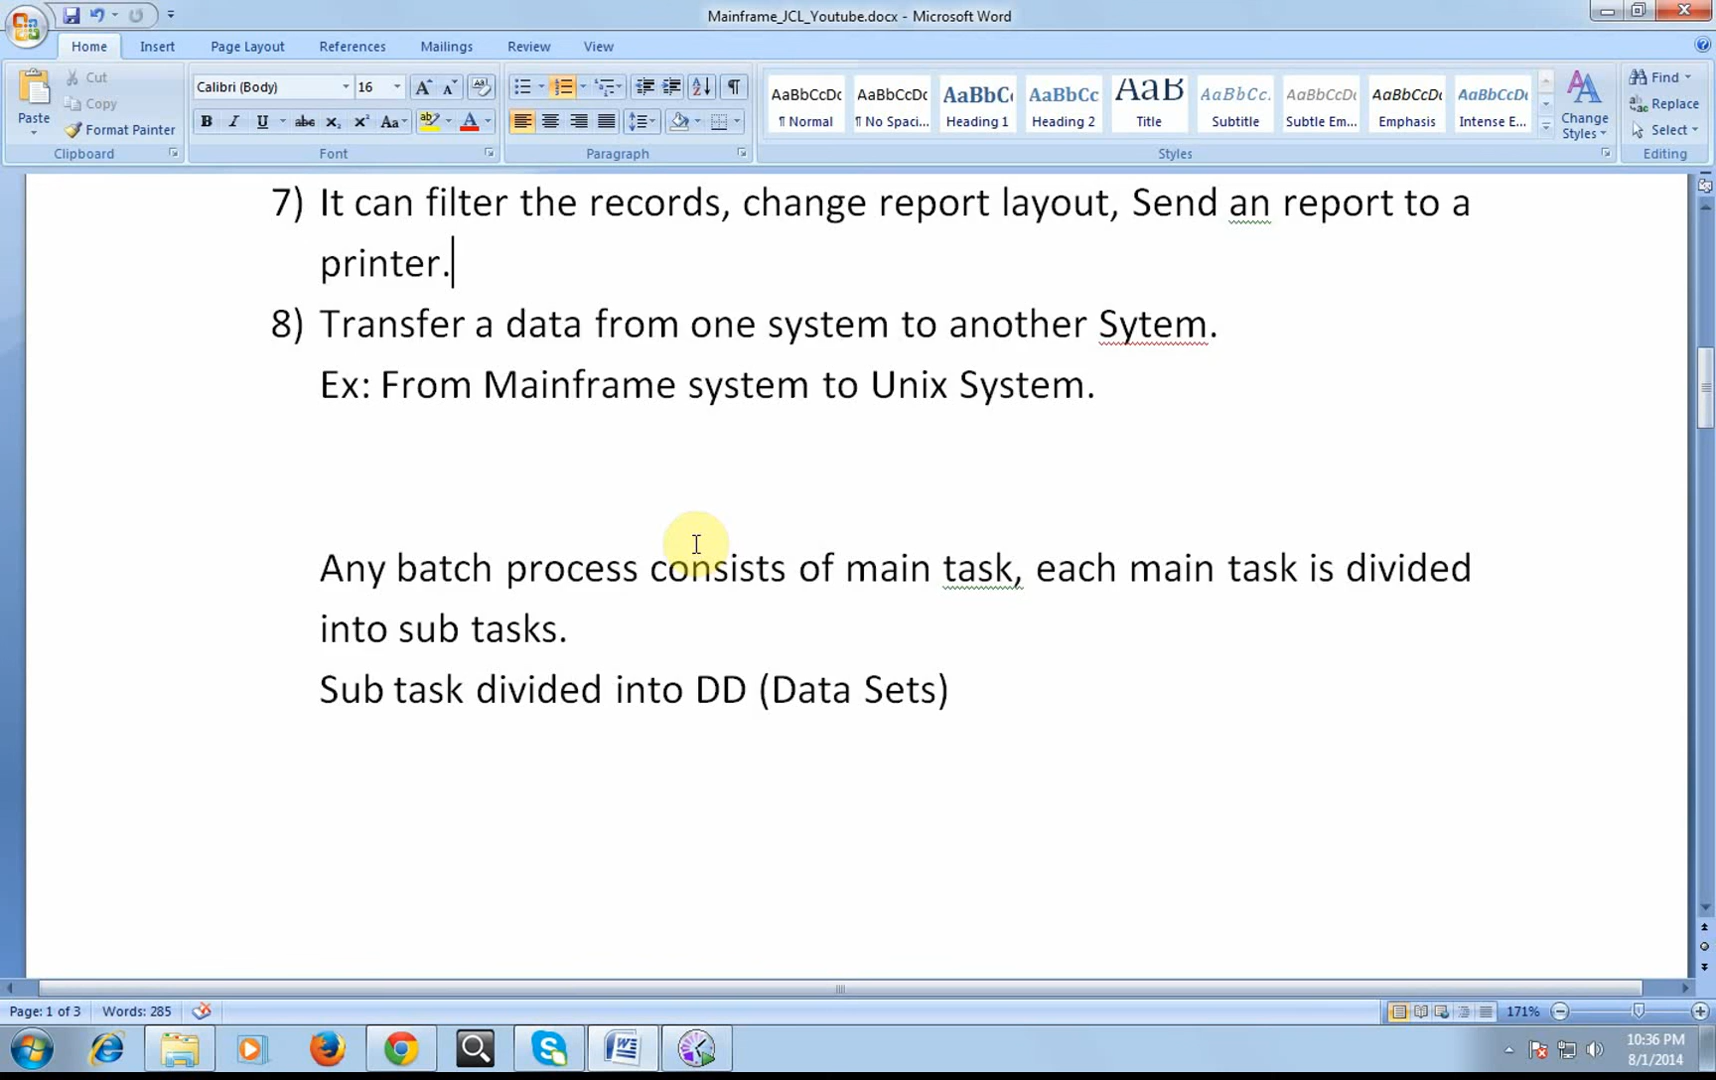 Mainframe_JCL_Youtube.docx - Microsoft Word
Home Insert Page Layout References Mailings Review View
Paste
Cut
Copy
Format Painter
Clipboard
Calibri (Body) 16
Font
Paragraph
AaBbCcDc AaBbCcDc AaBbC AaBbCc AaB AaBbCc. AaBbCcDc AaBbCcDc AaBbCcDc
¶ Normal ¶ No Spaci... Heading 1 Heading 2 Title Subtitle Subtle Em... Emphasis Intense E...
Styles
Change Styles
Find
Replace
Select
Editing
7) It can filter the records, change report layout, Send an report to a
printer.
8) Transfer a data from one system to another Sytem.
Ex: From Mainframe system to Unix System.
Any batch process consists of main task, each main task is divided
into sub tasks.
Sub task divided into DD (Data Sets)
Page: 1 of 3 Words: 285 171%
10:36 PM
8/1/2014